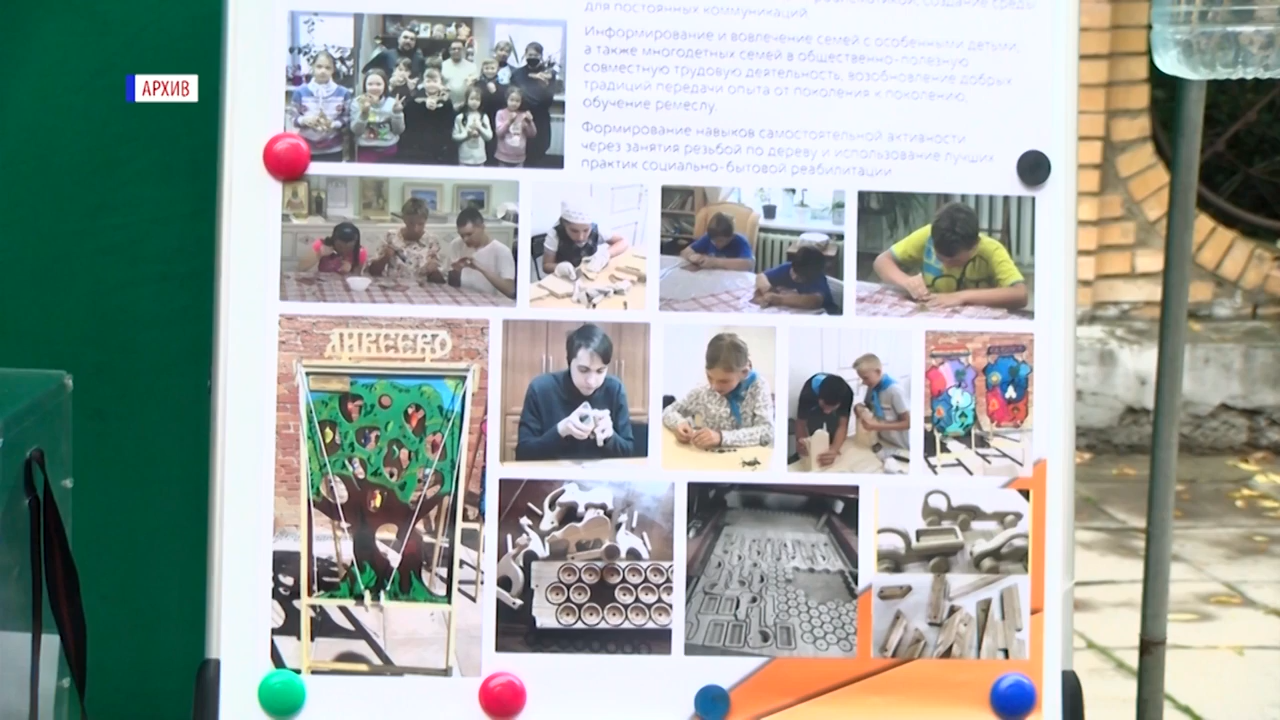 создание среды
для постоянных коммуникаций.
Информирование и вовлечение семей с особенными детьми,
а также многодетных семей в общественно-полезную
совместную трудовую деятельность, возобновление добрых
традиций передачи опыта от поколения к поколению,
обучение ремеслу.
АРХИВ
Формирование навыков самостоятельной активности
через занятия резьбой по дереву и использование лучших
практик социально-бытовой реабилитации